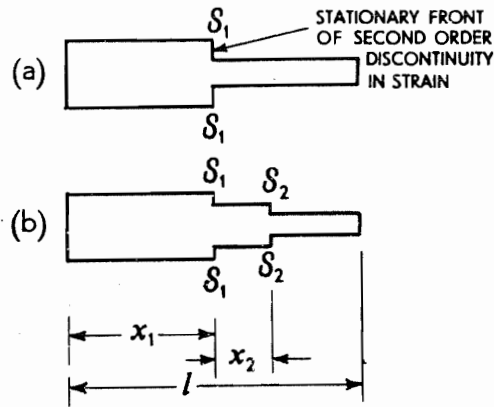 S₁
STATIONARY FRONT
OF SECOND ORDER
DISCONTINUITY
IN STRAIN
(a)
S₁
S₁ S₂
(b)
S₁ S₂
x₁
x₂
l